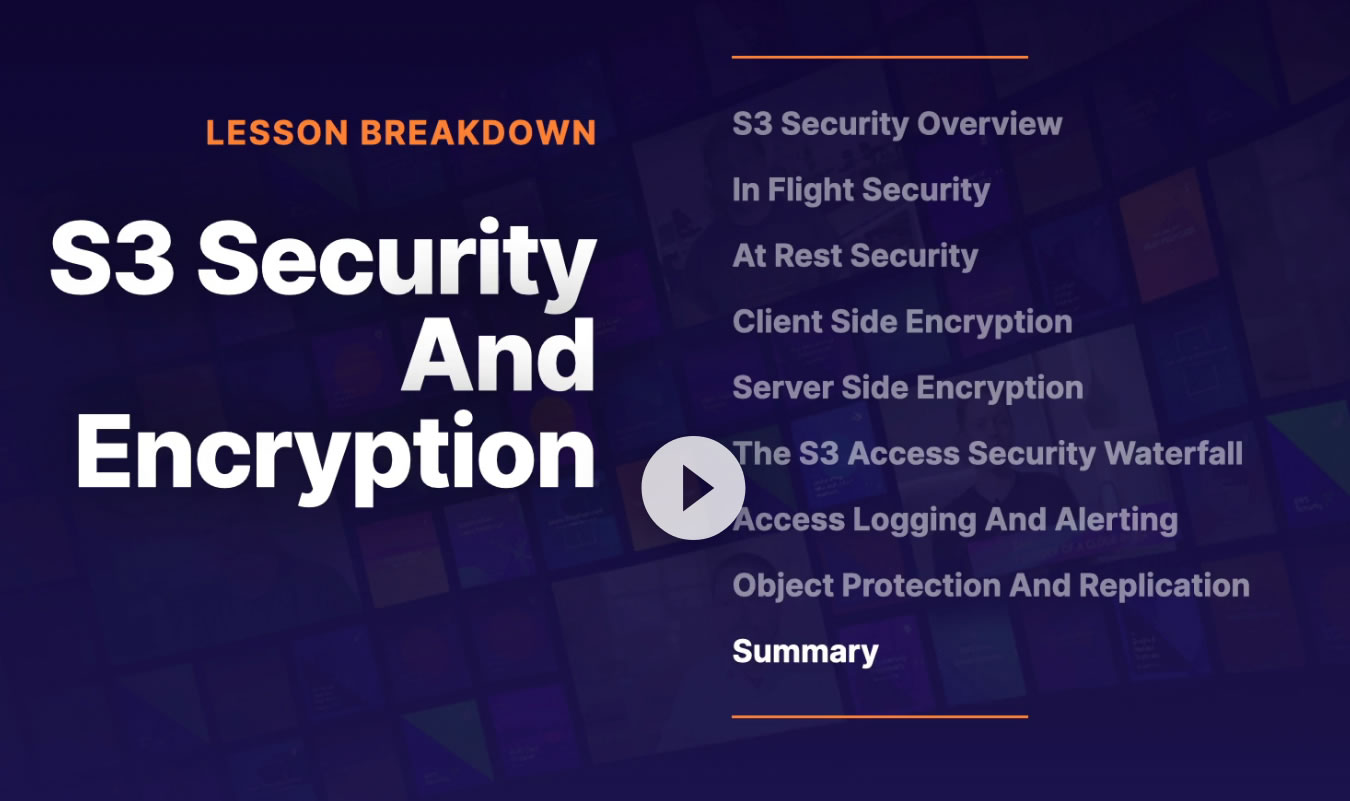 LESSON BREAKDOWN
S3 Security
And
Encryption
S3 Security Overview
In Flight Security
At Rest Security
Client Side Encryption
Server Side Encryption
The S3 Access Security Waterfall
Access Logging And Alerting
Object Protection And Replication
Summary